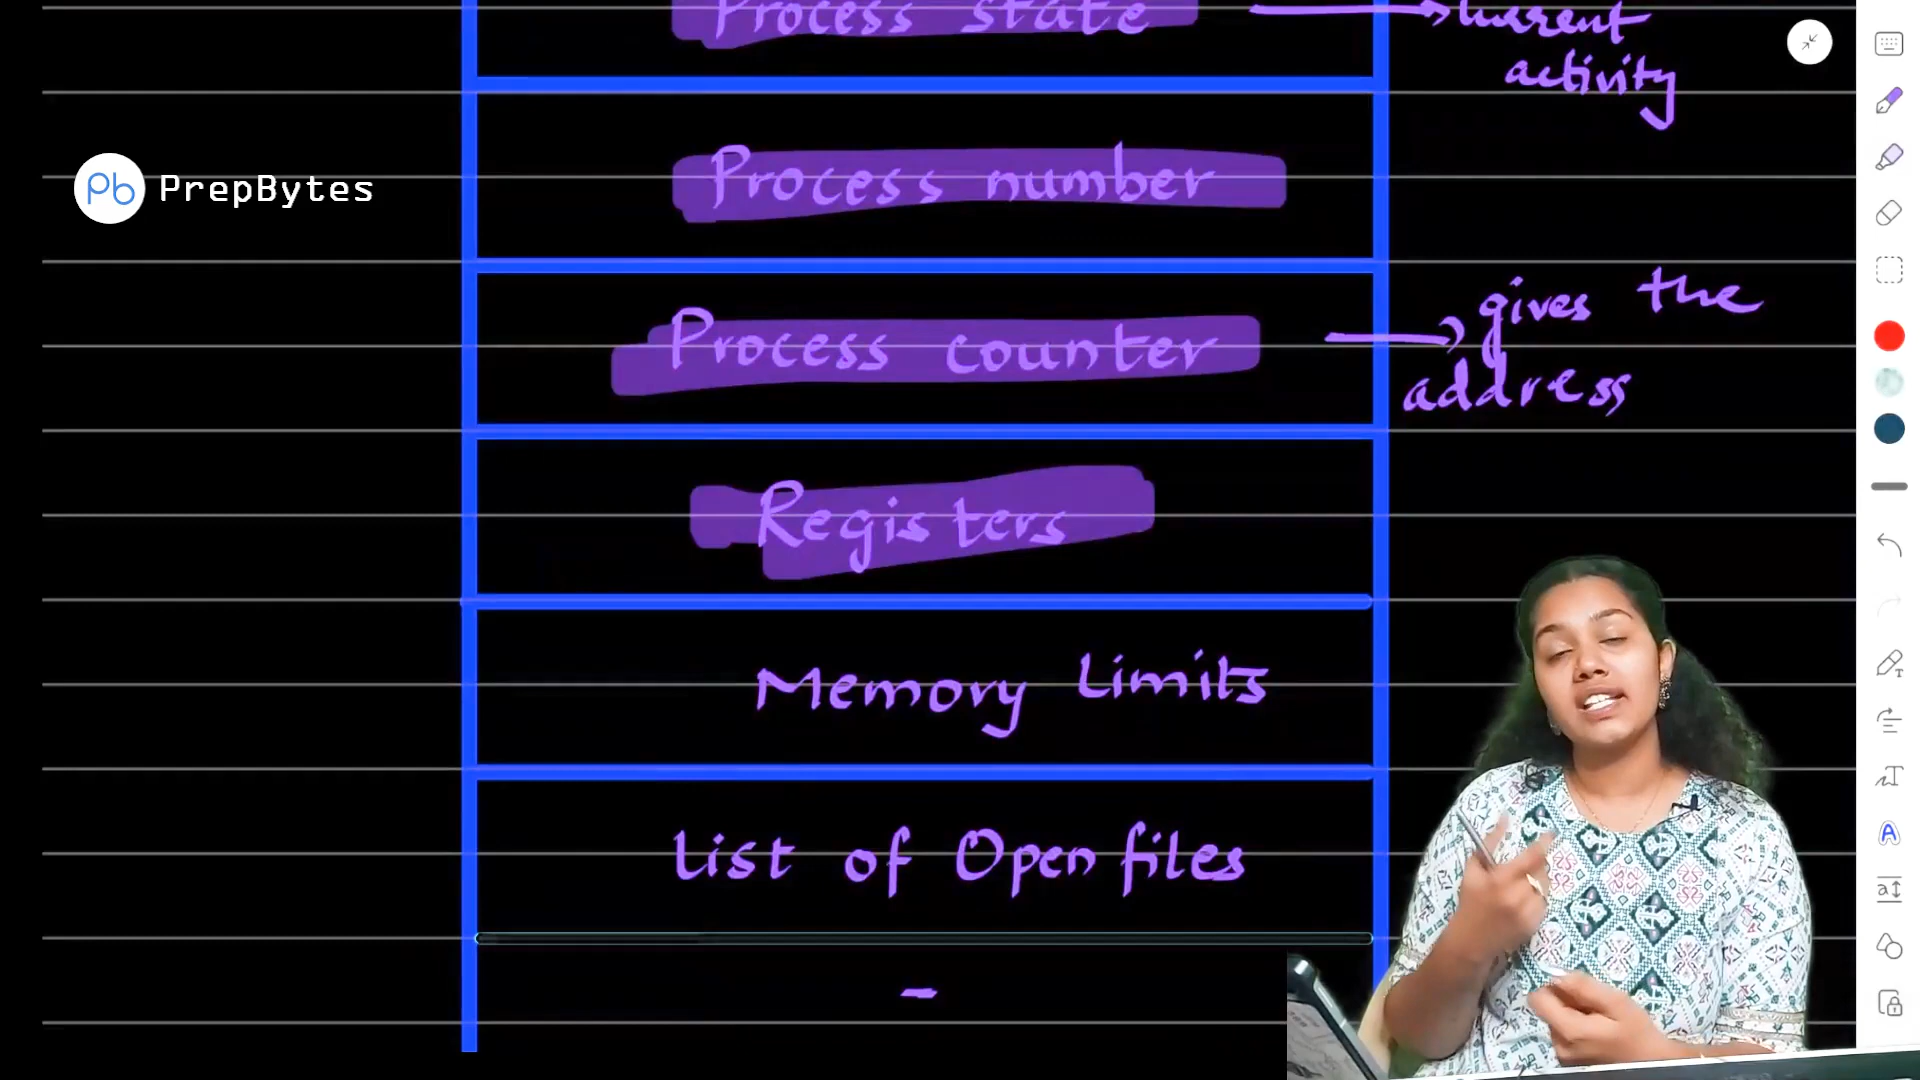 Process state
Current
activity
Pb PrepBytes
Process number
Process counter
gives the
address
Registers
Memory Limits
List of Open files
-